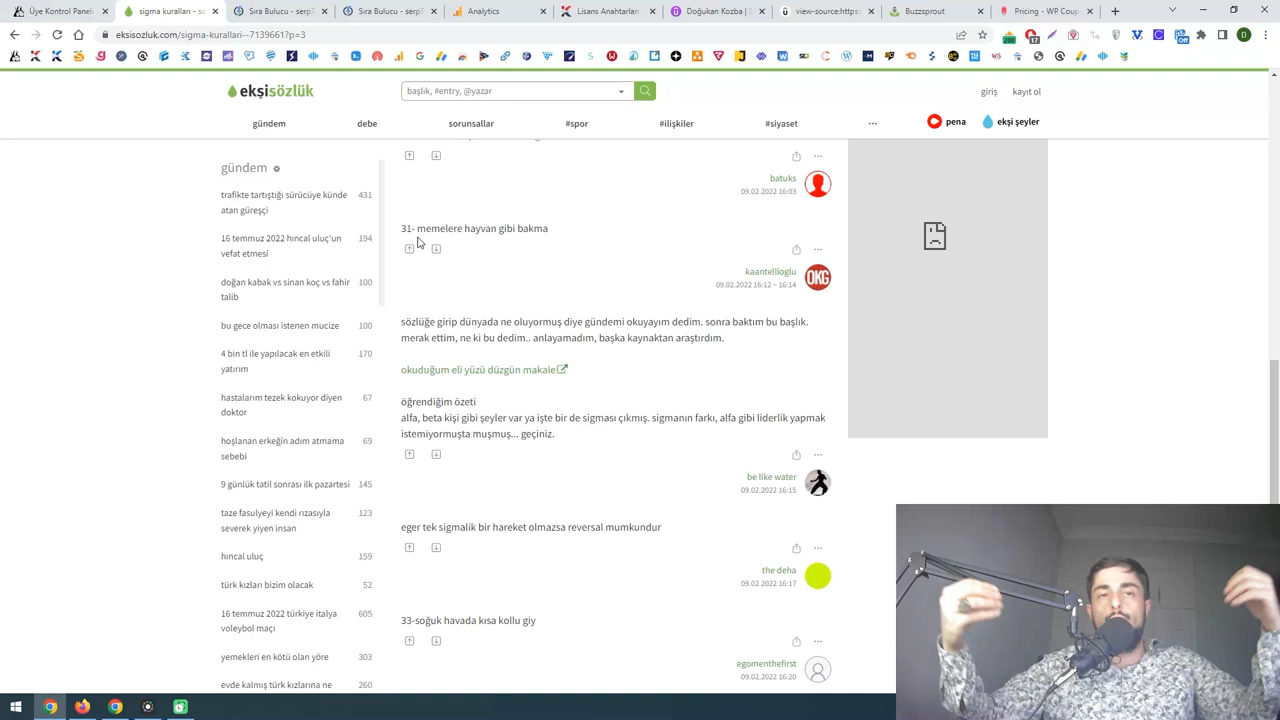 Üye Kontrol Paneli
sigma kuralları - s
Sıra Bulucu - serpT
Sıra Bulucu - serpT
Analytics
Lisans Anahtarları
Doğukan Kozba | S
view-source:https
Buzzsprout
Pricing - WP Coup
eksisozluk.com/sigma-kurallari--7139661?p=3
ekşisözlük
başlık, #entry, @yazar
giriş
kayıt ol
gündem
debe
sorunsallar
#spor
#ilişkiler
#siyaset
...
pena
ekşi şeyler
gündem
trafikte tartıştığı sürücüye künde
atan güreşçi
431
16 temmuz 2022 hıncal uluç'un
vefat etmesi
194
doğan kabak vs sinan koç vs fahir
talib
100
bu gece olması istenen mucize
100
4 bin tl ile yapılacak en etkili
yatırım
170
hastalarım tezek kokuyor diyen
doktor
67
hoşlanan erkeğin adım atmama
sebebi
69
9 günlük tatil sonrası ilk pazartesi
145
taze fasulyeyi kendi rızasıyla
severek yiyen insan
123
hıncal uluç
159
türk kızları bizim olacak
52
16 temmuz 2022 türkiye italya
voleybol maçı
605
yemekleri en kötü olan yöre
303
evde kalmış türk kızlarına ne
260
batuks
09.02.2022 16:03
31- memelere hayvan gibi bakma
kaantellioglu
09.02.2022 16:12 ~ 16:14
OKG
sözlüğe girip dünyada ne oluyormuş diye gündemi okuyayım dedim. sonra baktım bu başlık.
merak ettim, ne ki bu dedim.. anlayamadım, başka kaynaktan araştırdım.
okuduğum eli yüzü düzgün makale
öğrendiğim özeti
alfa, beta kişi gibi şeyler var ya işte bir de sigması çıkmış. sigmanın farkı, alfa gibi liderlik yapmak
istemiyormuşta muşmuş... geçiniz.
be like water
09.02.2022 16:15
eger tek sigmalik bir hareket olmazsa reversal mumkundur
the deha
09.02.2022 16:17
33-soğuk havada kısa kollu giy
egomenthefirst
09.02.2022 16:20